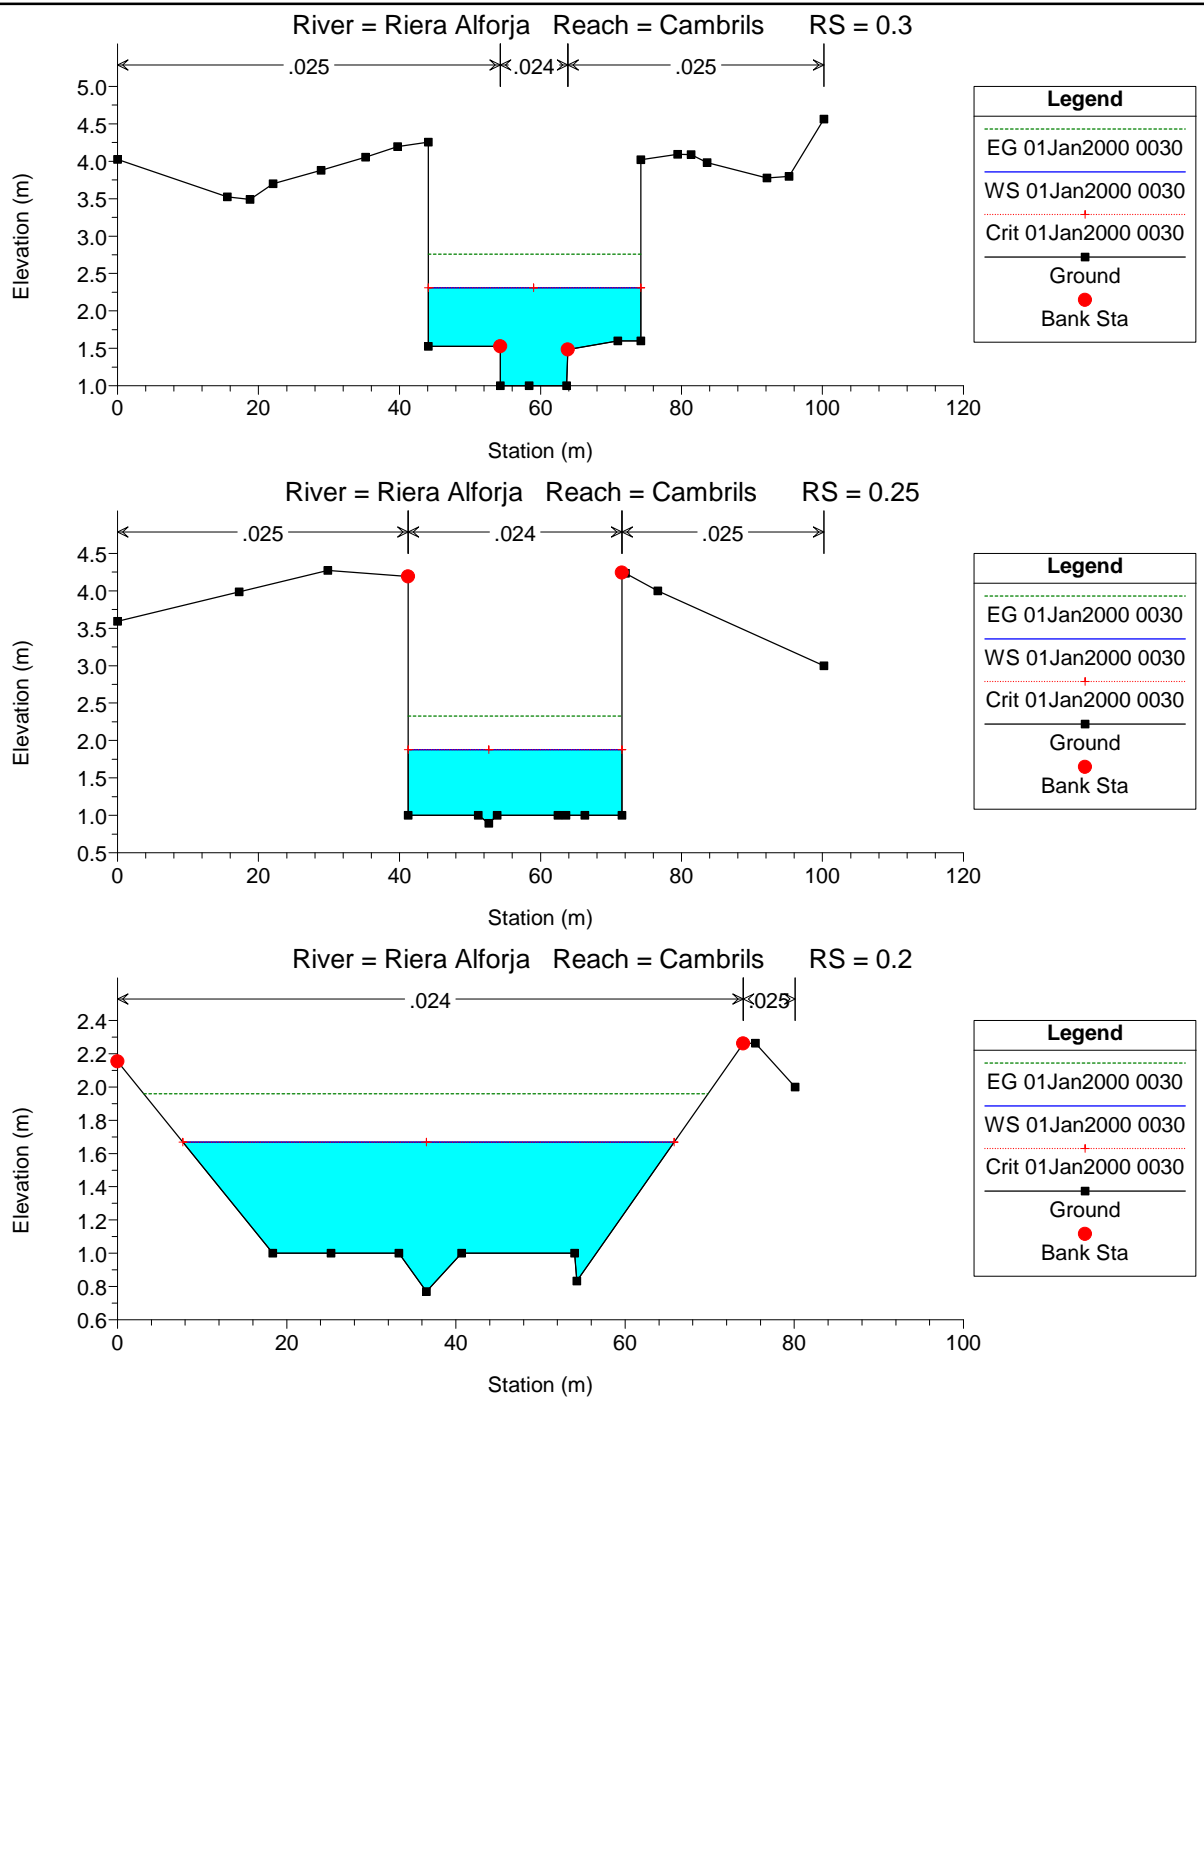 River = Riera Alforja Reach = Cambrils RS = 0.3
.025 .024 .025
5.0
4.5
4.0
3.5
3.0
2.5
2.0
1.5
1.0
Elevation (m)
0 20 40 60 80 100 120
Station (m)
Legend
EG 01Jan2000 0030
WS 01Jan2000 0030
Crit 01Jan2000 0030
Ground
Bank Sta
River = Riera Alforja Reach = Cambrils RS = 0.25
.025 .024 .025
4.5
4.0
3.5
3.0
2.5
2.0
1.5
1.0
0.5
Elevation (m)
0 20 40 60 80 100 120
Station (m)
Legend
EG 01Jan2000 0030
WS 01Jan2000 0030
Crit 01Jan2000 0030
Ground
Bank Sta
River = Riera Alforja Reach = Cambrils RS = 0.2
.024 .025
2.4
2.2
2.0
1.8
1.6
1.4
1.2
1.0
0.8
0.6
Elevation (m)
0 20 40 60 80 100
Station (m)
Legend
EG 01Jan2000 0030
WS 01Jan2000 0030
Crit 01Jan2000 0030
Ground
Bank Sta